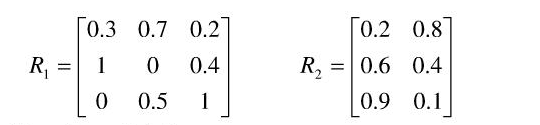 R₁ = [0.3 0.7 0.2; 1 0 0.4; 0 0.5 1]
R₂ = [0.2 0.8; 0.6 0.4; 0.9 0.1]